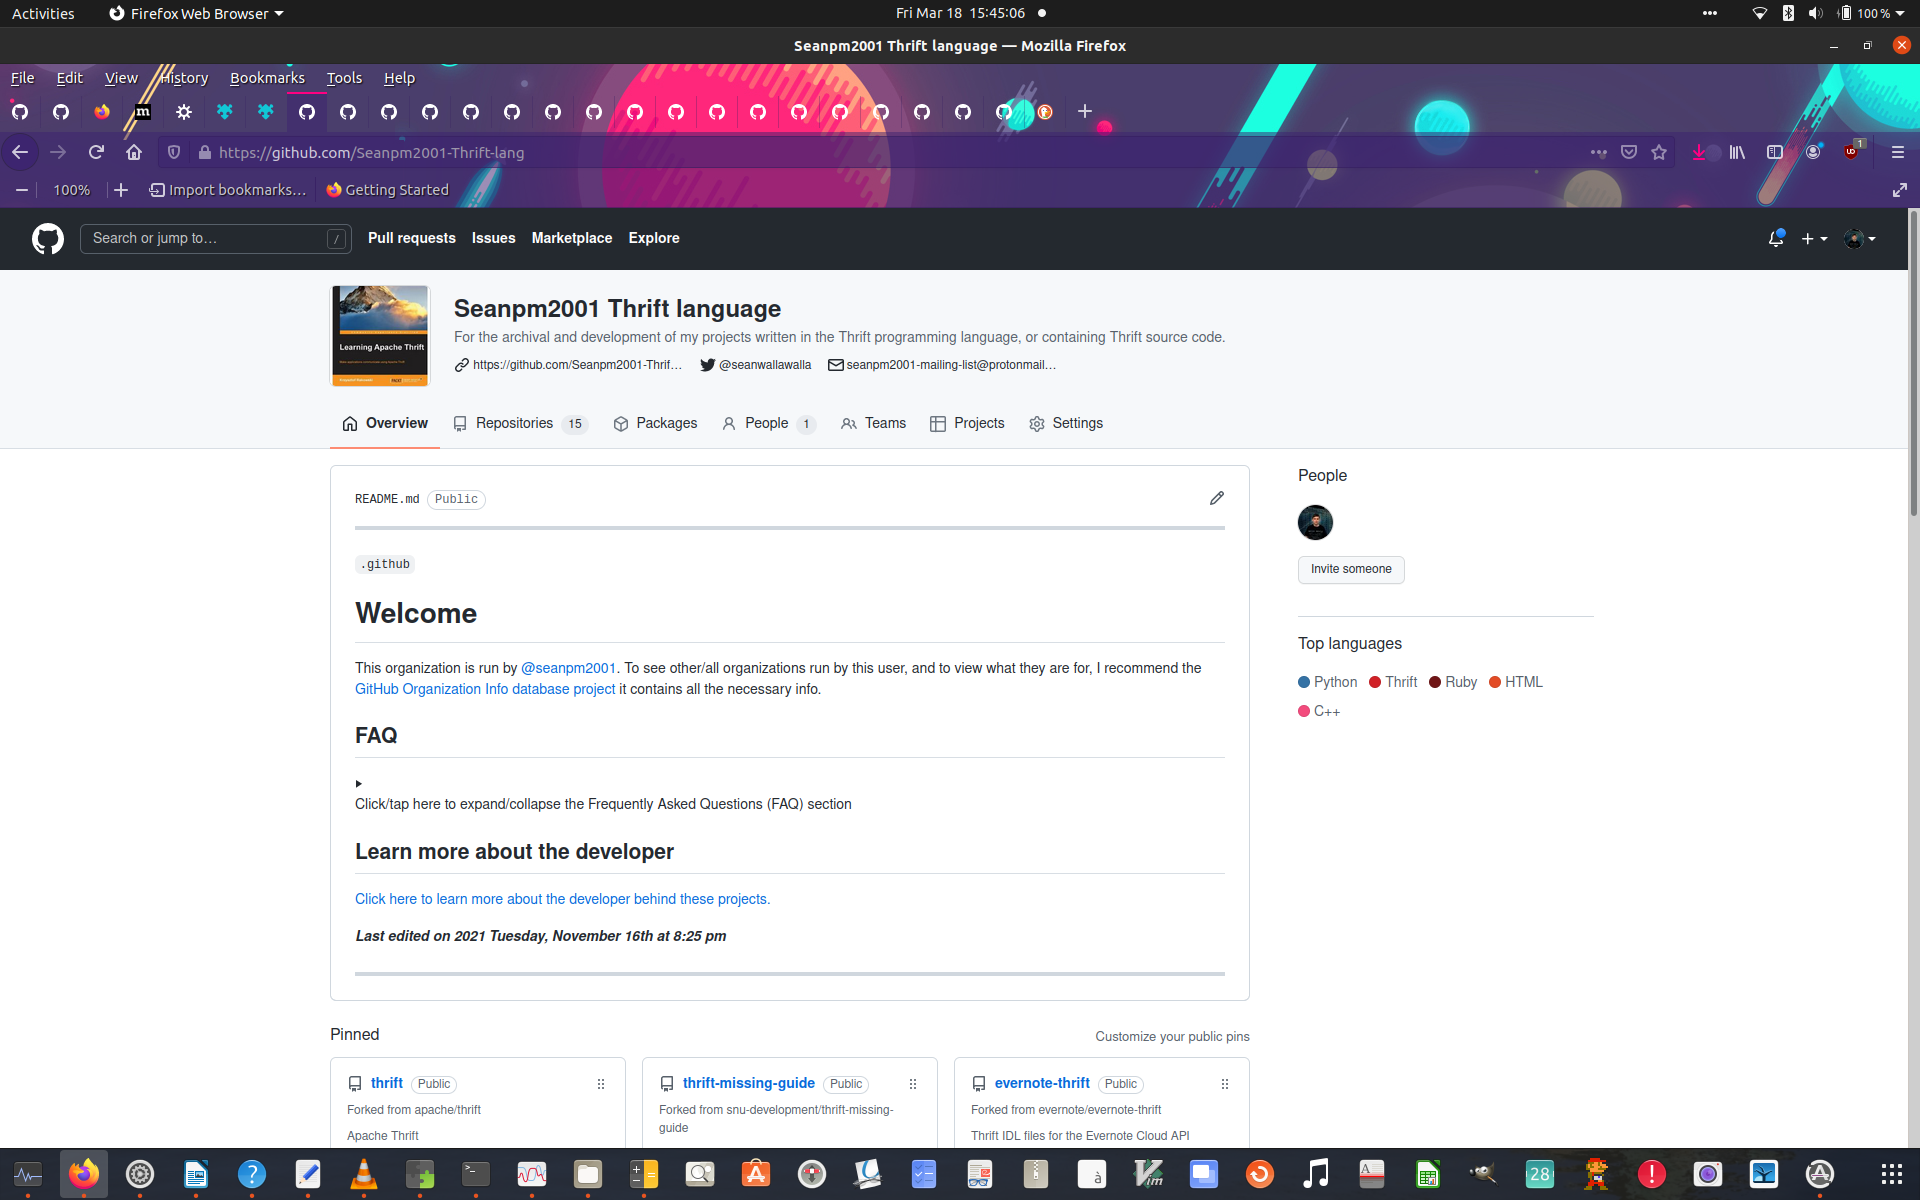 Activities
Firefox Web Browser
Fri Mar 18 15:45:06
100 %
Seanpm2001 Thrift language — Mozilla Firefox
File Edit View History Bookmarks Tools Help
https://github.com/Seanpm2001-Thrift-lang
1
100%
Import bookmarks…
Getting Started
Search or jump to…
/
Pull requests Issues Marketplace Explore
Learning Apache Thrift
Seanpm2001 Thrift language
For the archival and development of my projects written in the Thrift programming language, or containing Thrift source code.
https://github.com/Seanpm2001-Thrif…
@seanwallawalla
seanpm2001-mailing-list@protonmail…
Overview
Repositories 15
Packages
People 1
Teams
Projects
Settings
README.md Public
.github
Welcome
This organization is run by @seanpm2001. To see other/all organizations run by this user, and to view what they are for, I recommend the
GitHub Organization Info database project it contains all the necessary info.
FAQ
Click/tap here to expand/collapse the Frequently Asked Questions (FAQ) section
Learn more about the developer
Click here to learn more about the developer behind these projects.
Last edited on 2021 Tuesday, November 16th at 8:25 pm
People
Invite someone
Top languages
Python Thrift Ruby HTML
C++
Pinned
Customize your public pins
thrift Public
Forked from apache/thrift
Apache Thrift
thrift-missing-guide Public
Forked from snu-development/thrift-missing-
guide
evernote-thrift Public
Forked from evernote/evernote-thrift
Thrift IDL files for the Evernote Cloud API
28